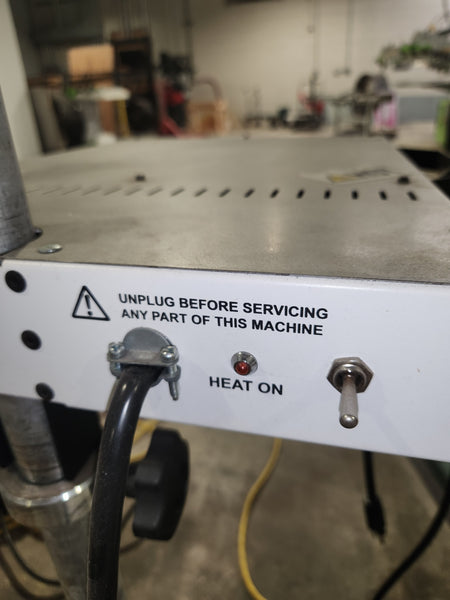 UNPLUG BEFORE SERVICING
ANY PART OF THIS MACHINE
HEAT ON